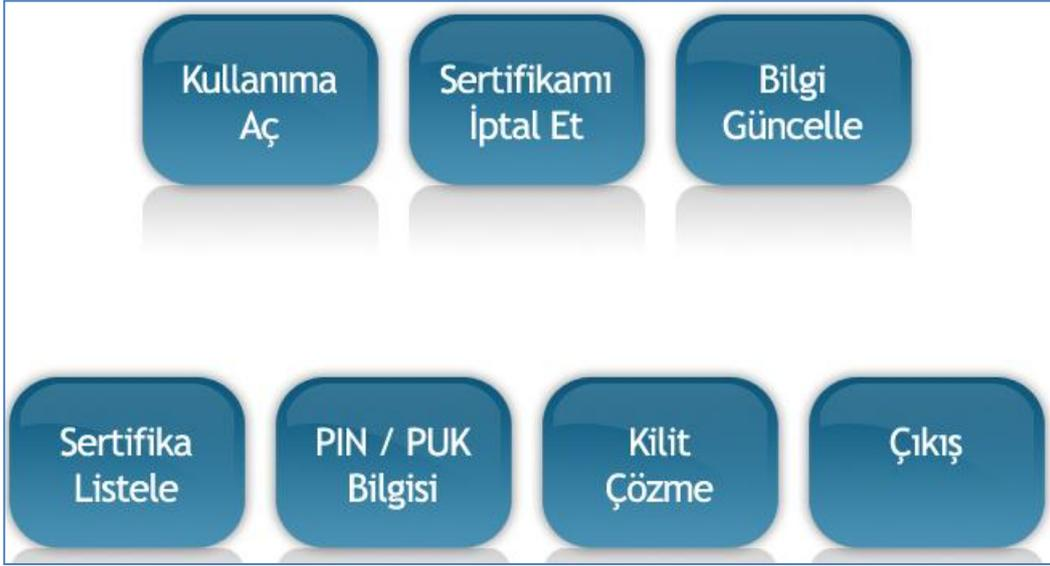 Kullanıma
Aç
Sertifikamı
İptal Et
Bilgi
Güncelle
Sertifika
Listele
PIN / PUK
Bilgisi
Kilit
Çözme
Çıkış